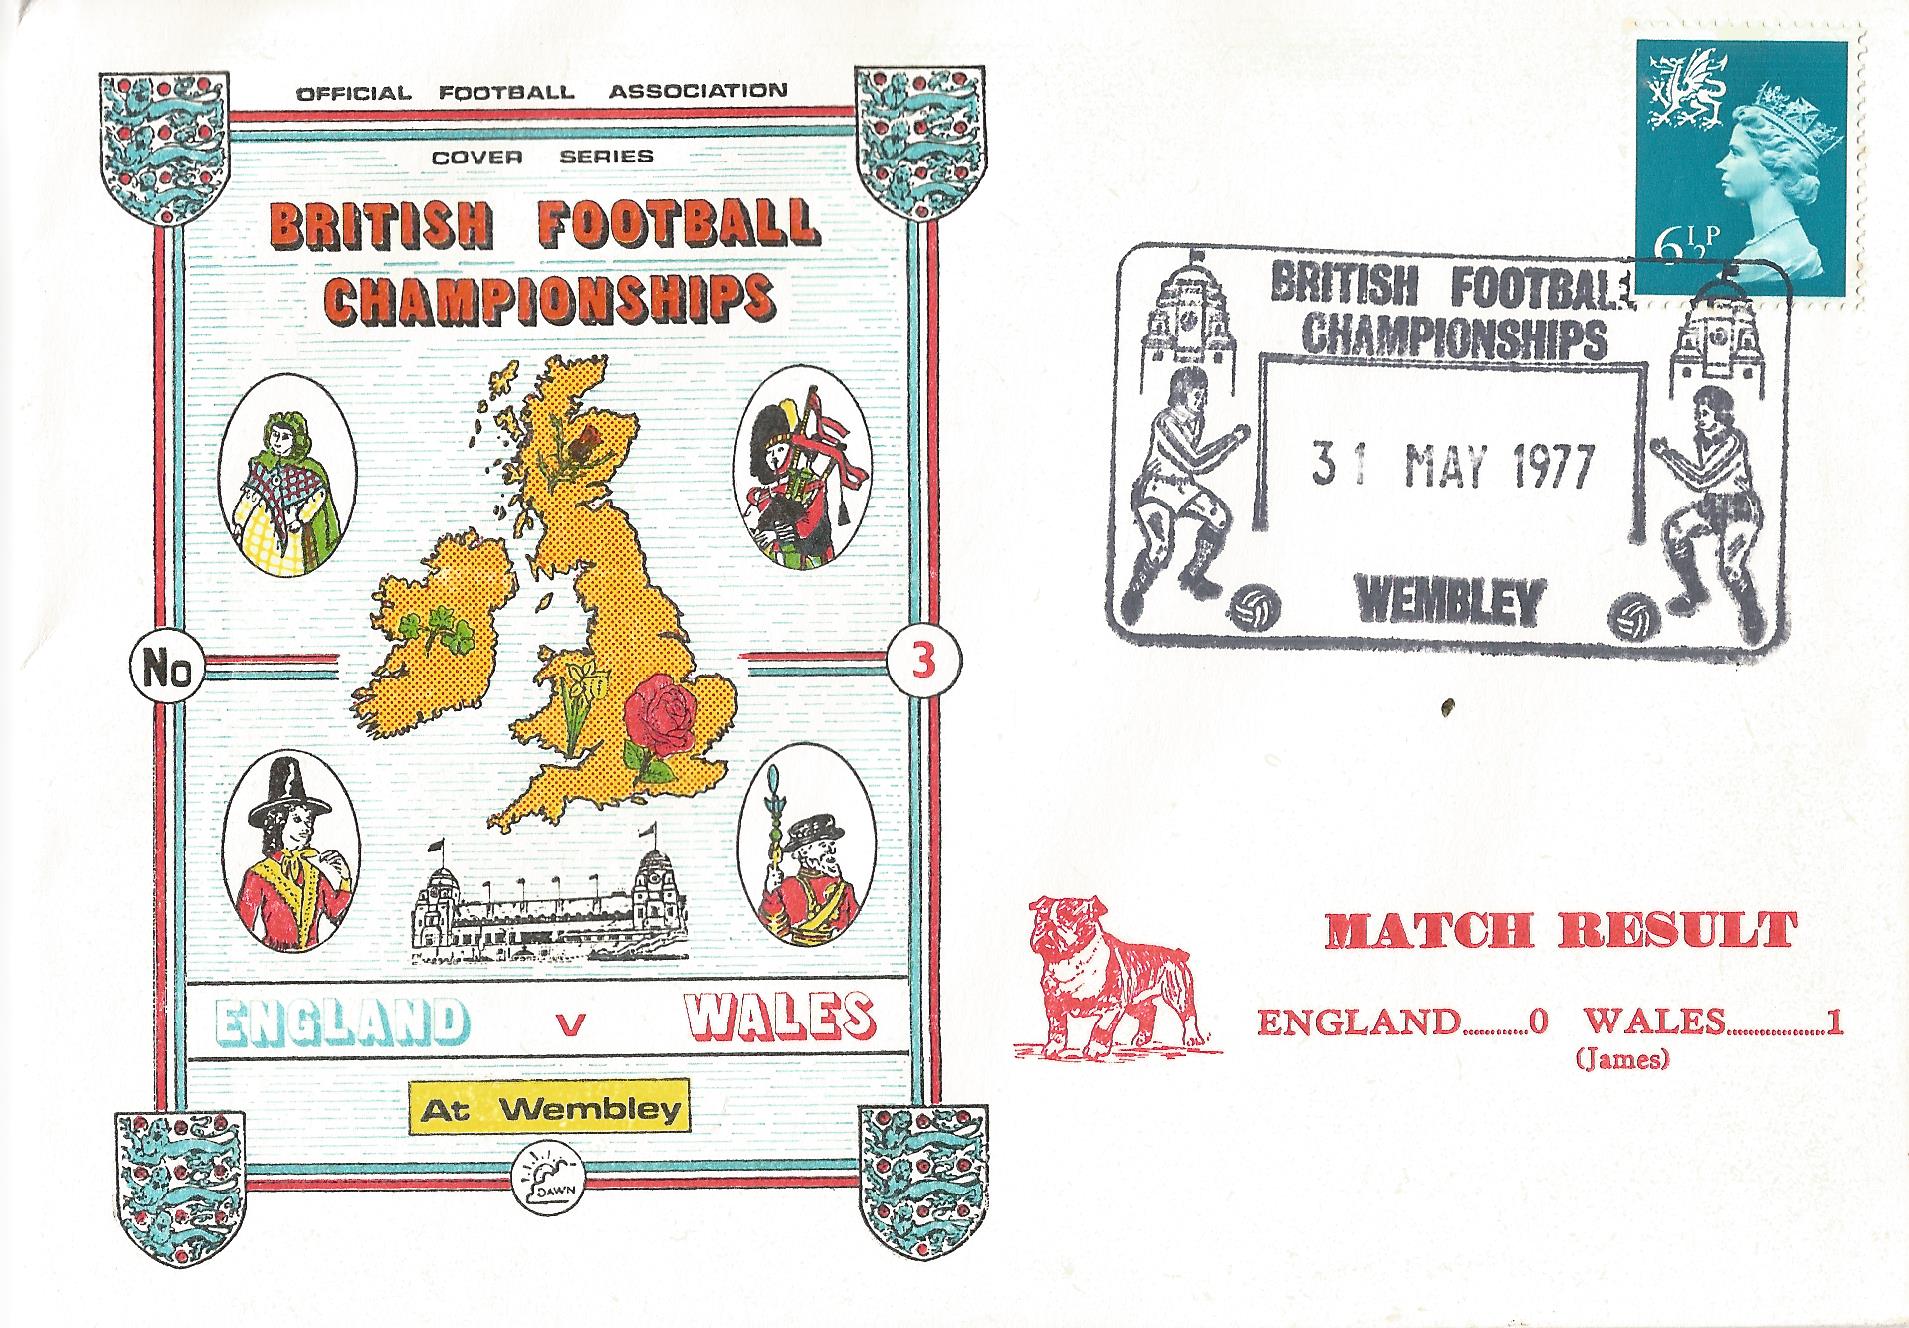 OFFICIAL FOOTBALL ASSOCIATION
COVER SERIES
BRITISH FOOTBALL
CHAMPIONSHIPS
No
3
ENGLAND v WALES
At Wembley
DAWN
6½P
BRITISH FOOTBALL
CHAMPIONSHIPS
31 MAY 1977
WEMBLEY
MATCH RESULT
ENGLAND...........0 WALES.................1
(James)